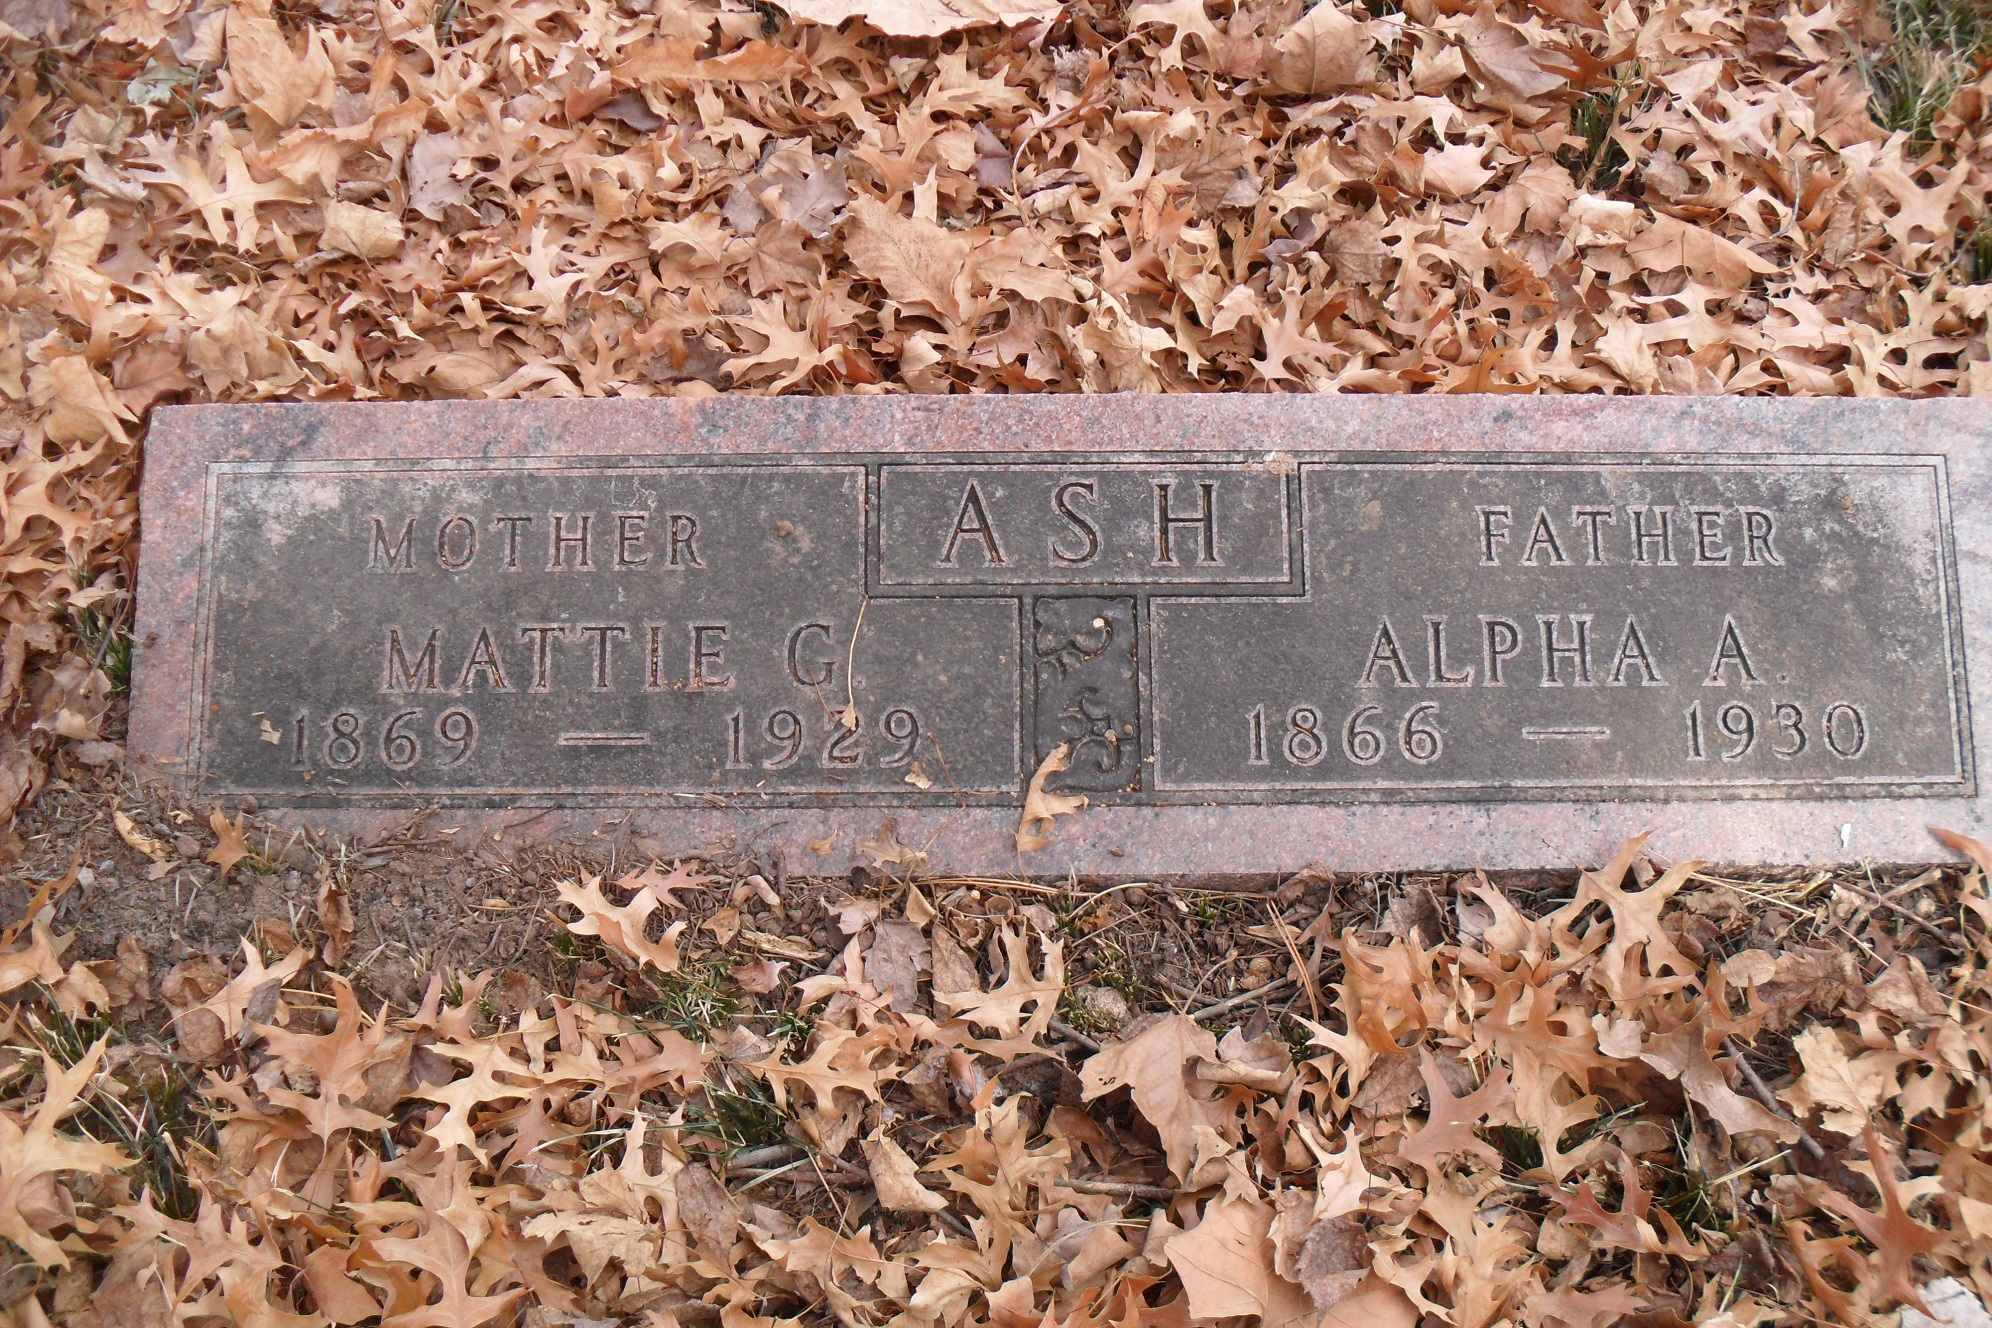 ASH
MOTHER
MATTIE G.
1869 — 1929
FATHER
ALPHA A.
1866 — 1930